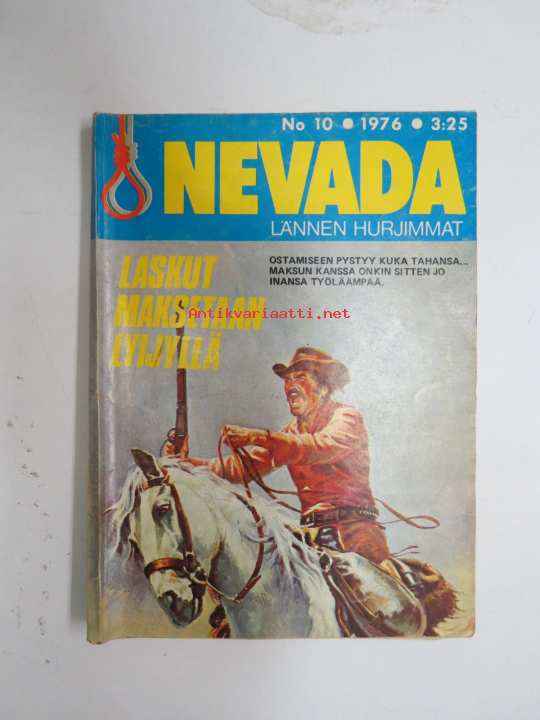 No 10 • 1976 • 3:25
NEVADA
LÄNNEN HURJIMMAT
LASKUT
MAKSETAAN
LYIJYLLÄ
OSTAMISEEN PYSTYY KUKA TAHANSA...
MAKSUN KANSSA ONKIN SITTEN JO
INANSA TYÖLÄÄMPÄÄ.
Antikvariaatti.net